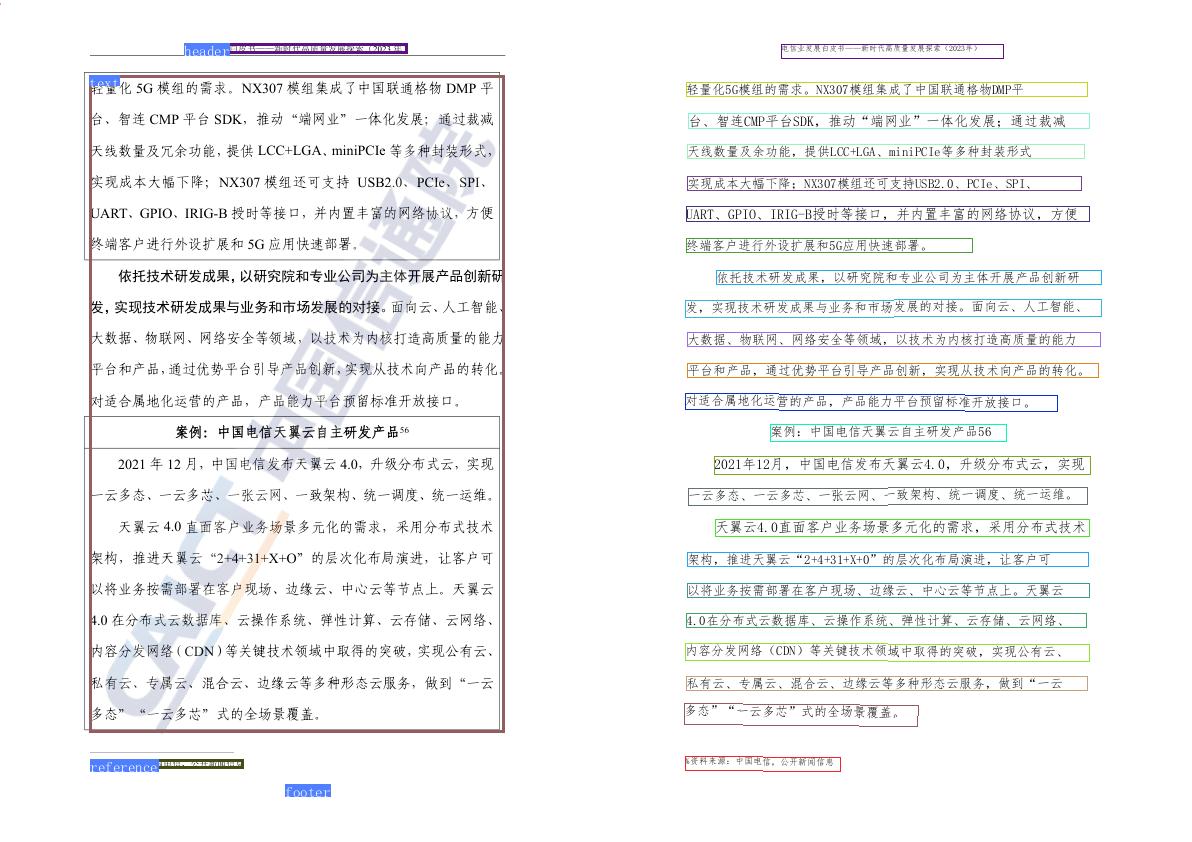 header
text
轻量化 5G 模组的需求。NX307 模组集成了中国联通格物 DMP 平
台、智连 CMP 平台 SDK，推动“端网业”一体化发展；通过裁减
天线数量及冗余功能，提供 LCC+LGA、miniPCIe 等多种封装形式，
实现成本大幅下降；NX307 模组还可支持 USB2.0、PCIe、SPI、
UART、GPIO、IRIG-B 授时等接口，并内置丰富的网络协议，方便
终端客户进行外设扩展和 5G 应用快速部署。
依托技术研发成果，以研究院和专业公司为主体开展产品创新研
发，实现技术研发成果与业务和市场发展的对接。面向云、人工智能、
大数据、物联网、网络安全等领域，以技术为内核打造高质量的能力
平台和产品，通过优势平台引导产品创新，实现从技术向产品的转化。
对适合属地化运营的产品，产品能力平台预留标准开放接口。
案例：中国电信天翼云自主研发产品56
2021 年 12 月，中国电信发布天翼云 4.0，升级分布式云，实现
一云多态、一云多芯、一张云网、一致架构、统一调度、统一运维。
天翼云 4.0 直面客户业务场景多元化的需求，采用分布式技术
架构，推进天翼云“2+4+31+X+O”的层次化布局演进，让客户可
以将业务按需部署在客户现场、边缘云、中心云等节点上。天翼云
4.0 在分布式云数据库、云操作系统、弹性计算、云存储、云网络、
内容分发网络（CDN）等关键技术领域中取得的突破，实现公有云、
私有云、专属云、混合云、边缘云等多种形态云服务，做到“一云
多态”“一云多芯”式的全场景覆盖。
CAICT 中国信通院
reference
footer
电信业发展白皮书——新时代高质量发展探索（2023年）
轻量化5G模组的需求。NX307模组集成了中国联通格物DMP平
台、智连CMP平台SDK，推动“端网业”一体化发展；通过裁减
天线数量及余功能，提供LCC+LGA、miniPCIe等多种封装形式
实现成本大幅下降；NX307模组还可支持USB2.0、PCIe、SPI、
UART、GPIO、IRIG-B授时等接口，并内置丰富的网络协议，方便
终端客户进行外设扩展和5G应用快速部署。
依托技术研发成果，以研究院和专业公司为主体开展产品创新研
发，实现技术研发成果与业务和市场发展的对接。面向云、人工智能、
大数据、物联网、网络安全等领域，以技术为内核打造高质量的能力
平台和产品，通过优势平台引导产品创新，实现从技术向产品的转化。
对适合属地化运营的产品，产品能力平台预留标准开放接口。
案例：中国电信天翼云自主研发产品56
2021年12月，中国电信发布天翼云4.0，升级分布式云，实现
一云多态、一云多芯、一张云网、一致架构、统一调度、统一运维。
天翼云4.0直面客户业务场景多元化的需求，采用分布式技术
架构，推进天翼云“2+4+31+X+0”的层次化布局演进，让客户可
以将业务按需部署在客户现场、边缘云、中心云等节点上。天翼云
4.0在分布式云数据库、云操作系统、弹性计算、云存储、云网络、
内容分发网络（CDN）等关键技术领域中取得的突破，实现公有云、
私有云、专属云、混合云、边缘云等多种形态云服务，做到“一云
多态”“一云多芯”式的全场景覆盖。
资料来源：中国电信，公开新闻信息